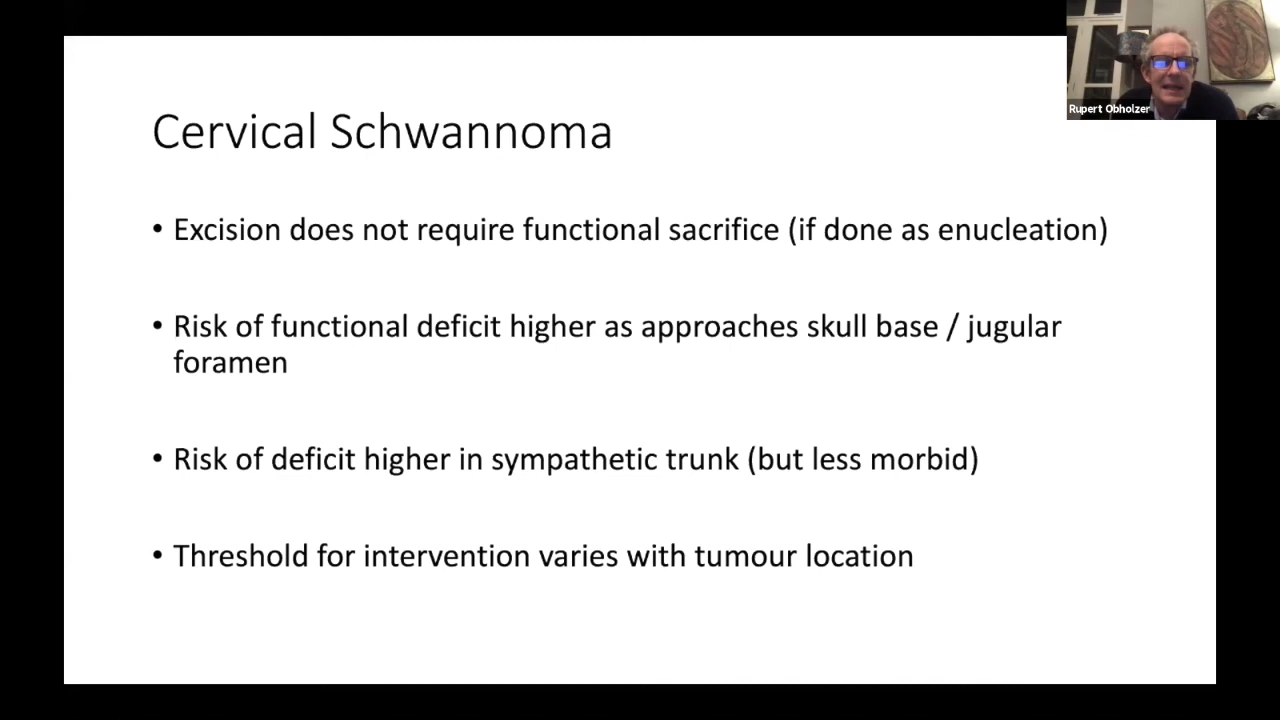 Rupert Obholzer
Cervical Schwannoma
• Excision does not require functional sacrifice (if done as enucleation)
• Risk of functional deficit higher as approaches skull base / jugular
foramen
• Risk of deficit higher in sympathetic trunk (but less morbid)
• Threshold for intervention varies with tumour location